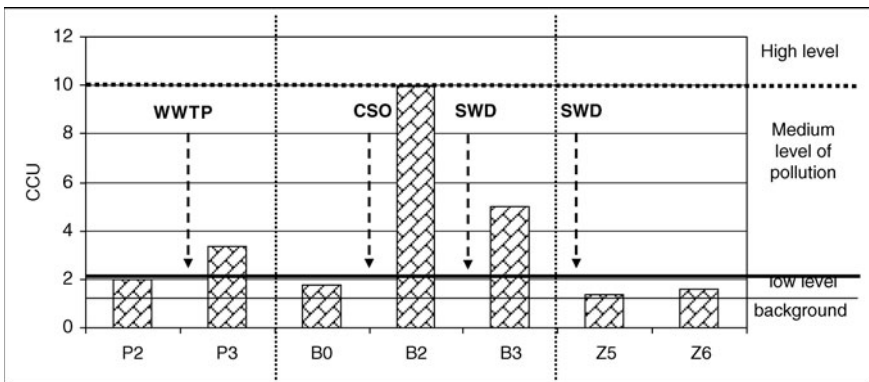 12
10
8
6
4
2
0
CCU
WWTP
CSO
SWD
SWD
High level
Medium
level of
pollution
low level
background
P2
P3
B0
B2
B3
Z5
Z6